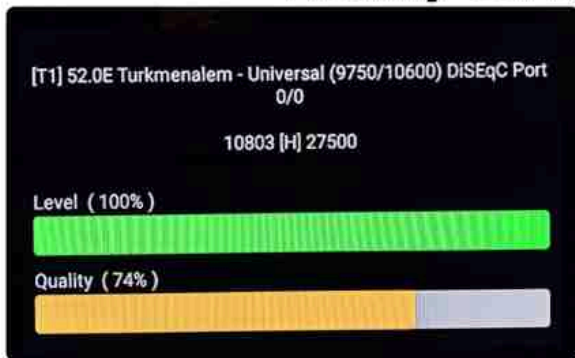 [T1] 52.0E Turkmenalem - Universal (9750/10600) DiSEqC Port
0/0
10803 [H] 27500
Level ( 100% )
Quality ( 74% )